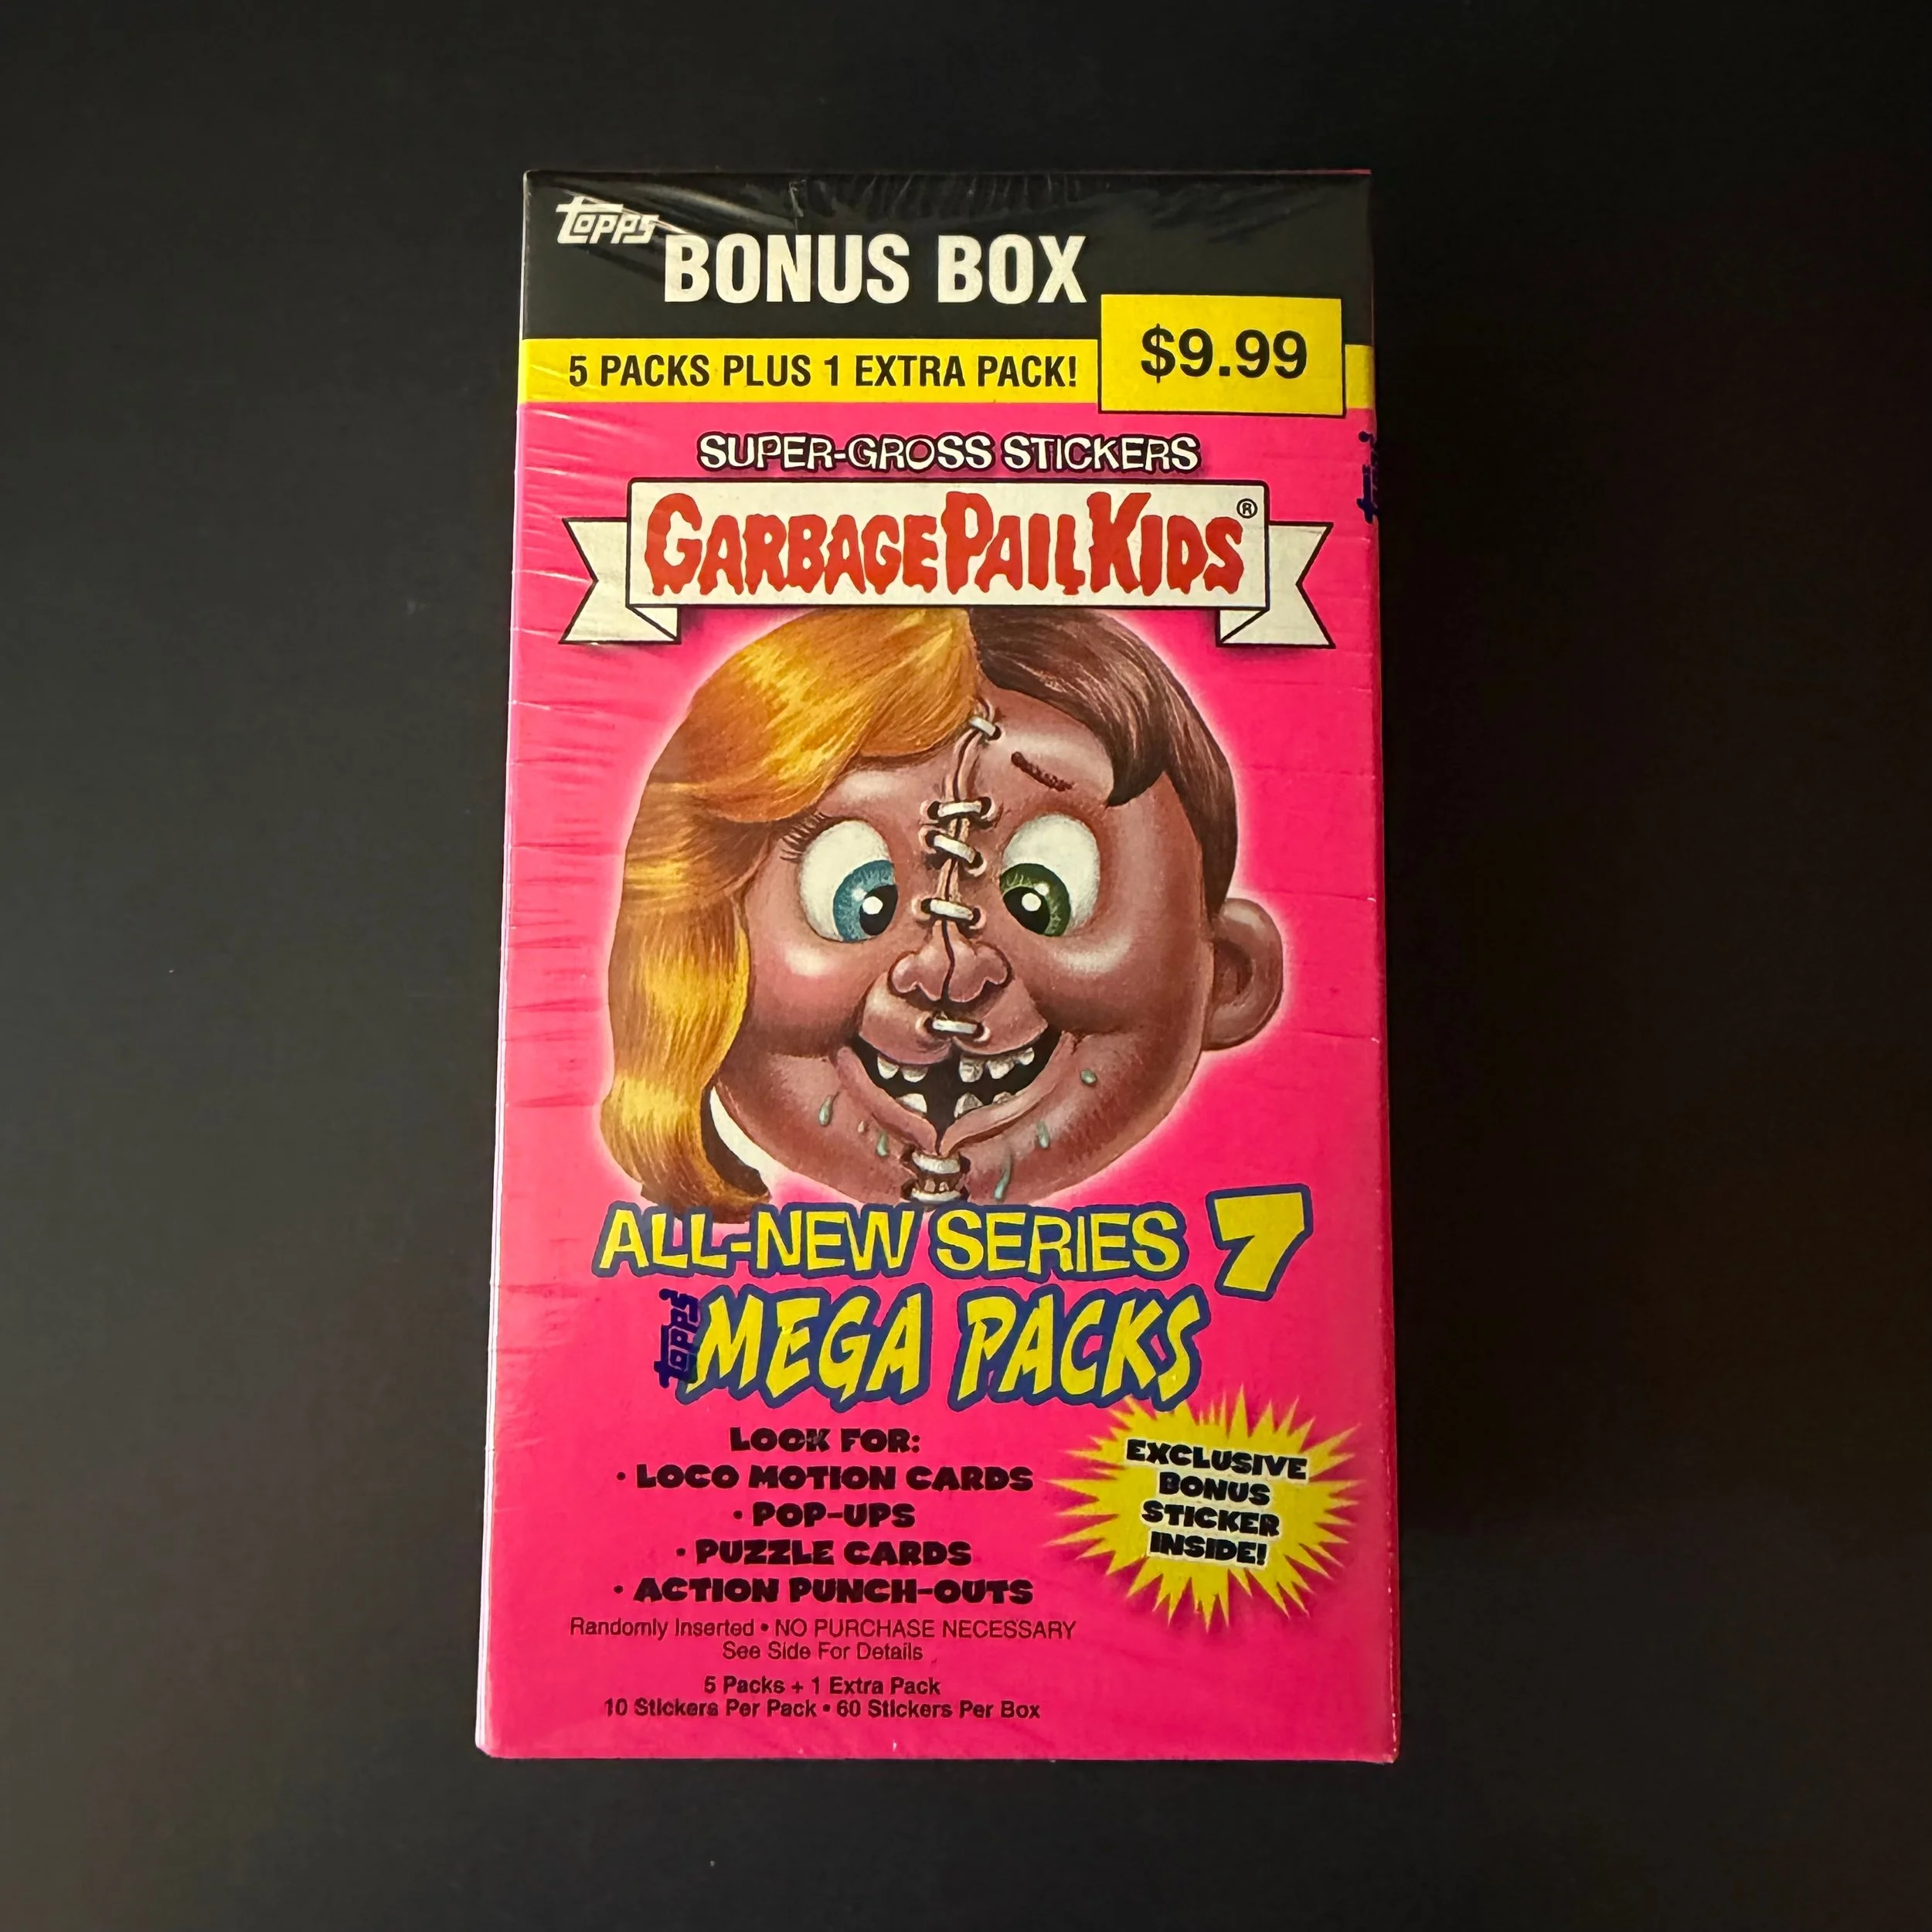 topps
BONUS BOX
$9.99
5 PACKS PLUS 1 EXTRA PACK!
SUPER-GROSS STICKERS
GARBAGE PAIL KIDS®
ALL-NEW SERIES 7
topps MEGA PACKS
LOOK FOR:
• LOCO MOTION CARDS
• POP-UPS
• PUZZLE CARDS
• ACTION PUNCH-OUTS
EXCLUSIVE
BONUS
STICKER
INSIDE!
Randomly Inserted • NO PURCHASE NECESSARY
See Side For Details
5 Packs + 1 Extra Pack
10 Stickers Per Pack • 60 Stickers Per Box